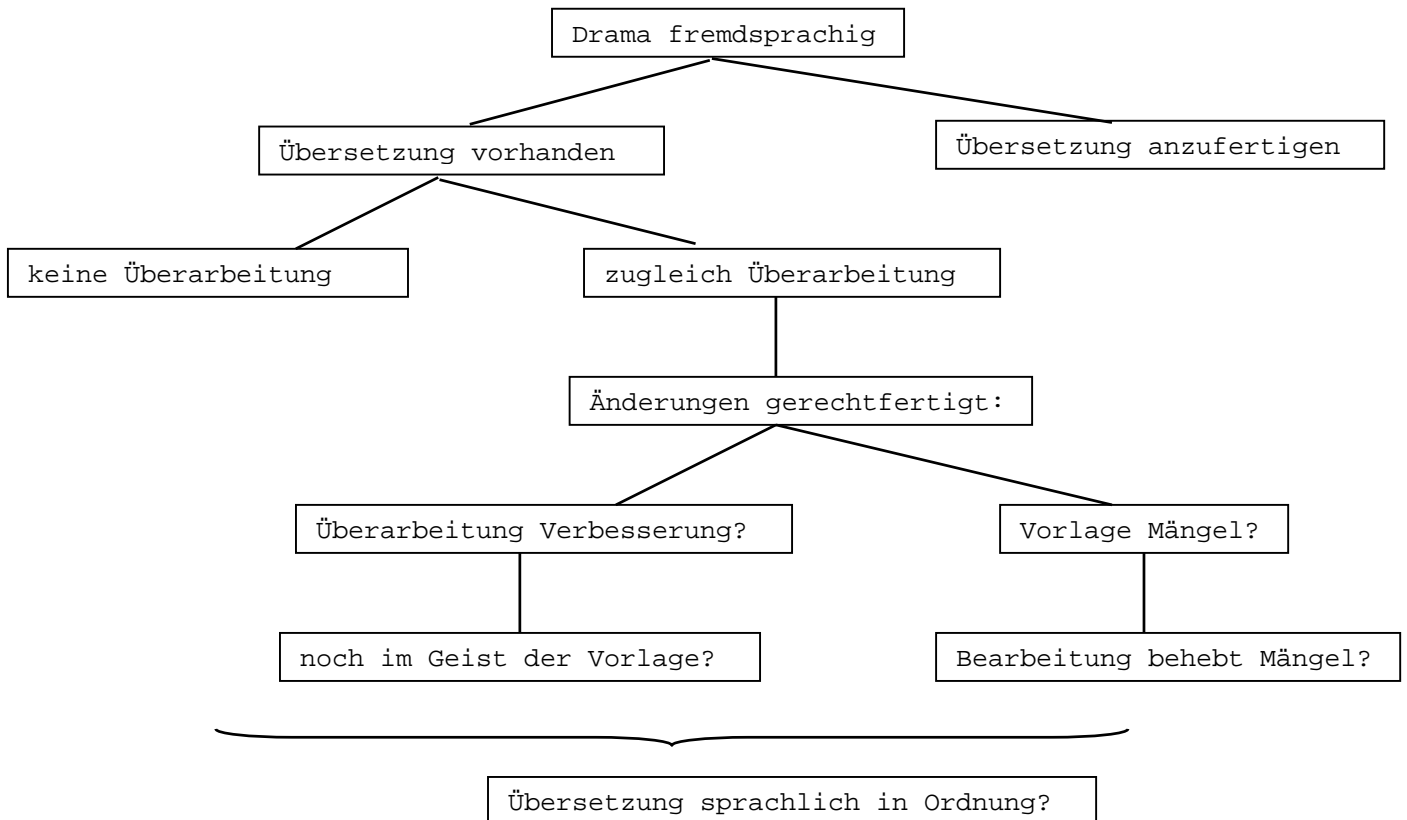 Drama fremdsprachig
Übersetzung vorhanden
Übersetzung anzufertigen
keine Überarbeitung
zugleich Überarbeitung
Änderungen gerechtfertigt:
Überarbeitung Verbesserung?
Vorlage Mängel?
noch im Geist der Vorlage?
Bearbeitung behebt Mängel?
Übersetzung sprachlich in Ordnung?